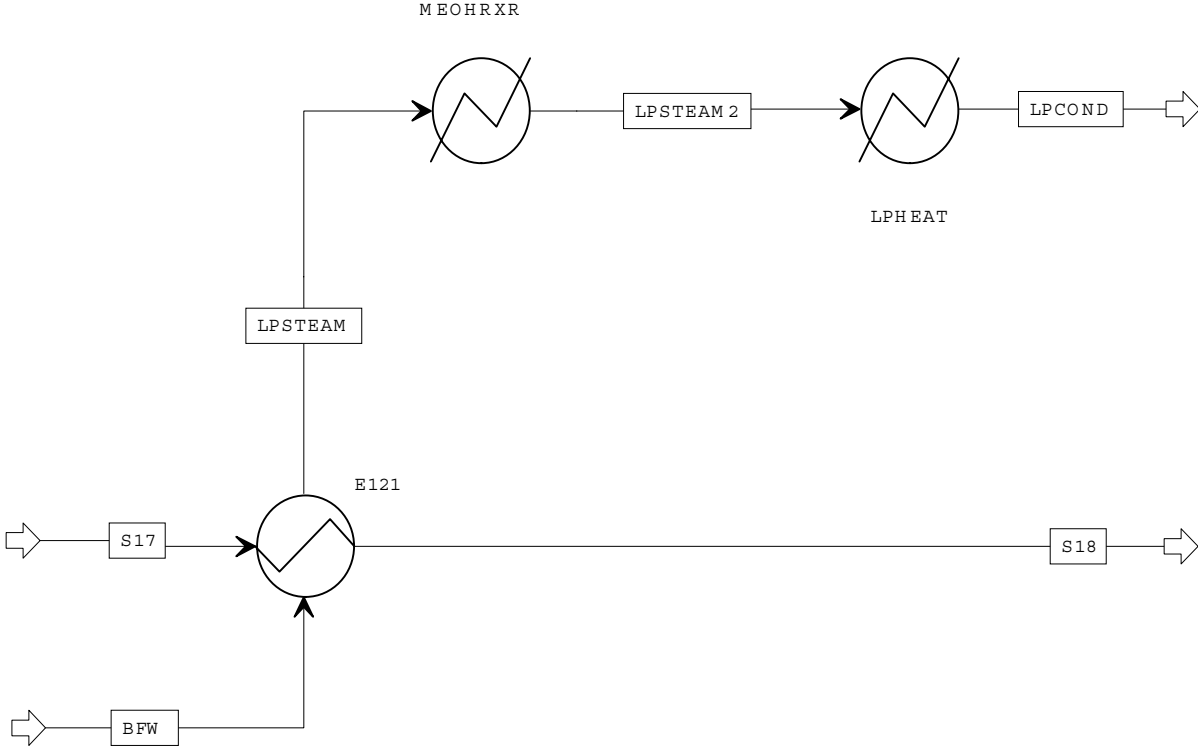 MEOHRXR
LPSTEAM2
LPCOND
LPHEAT
LPSTEAM
E121
S17
S18
BFW